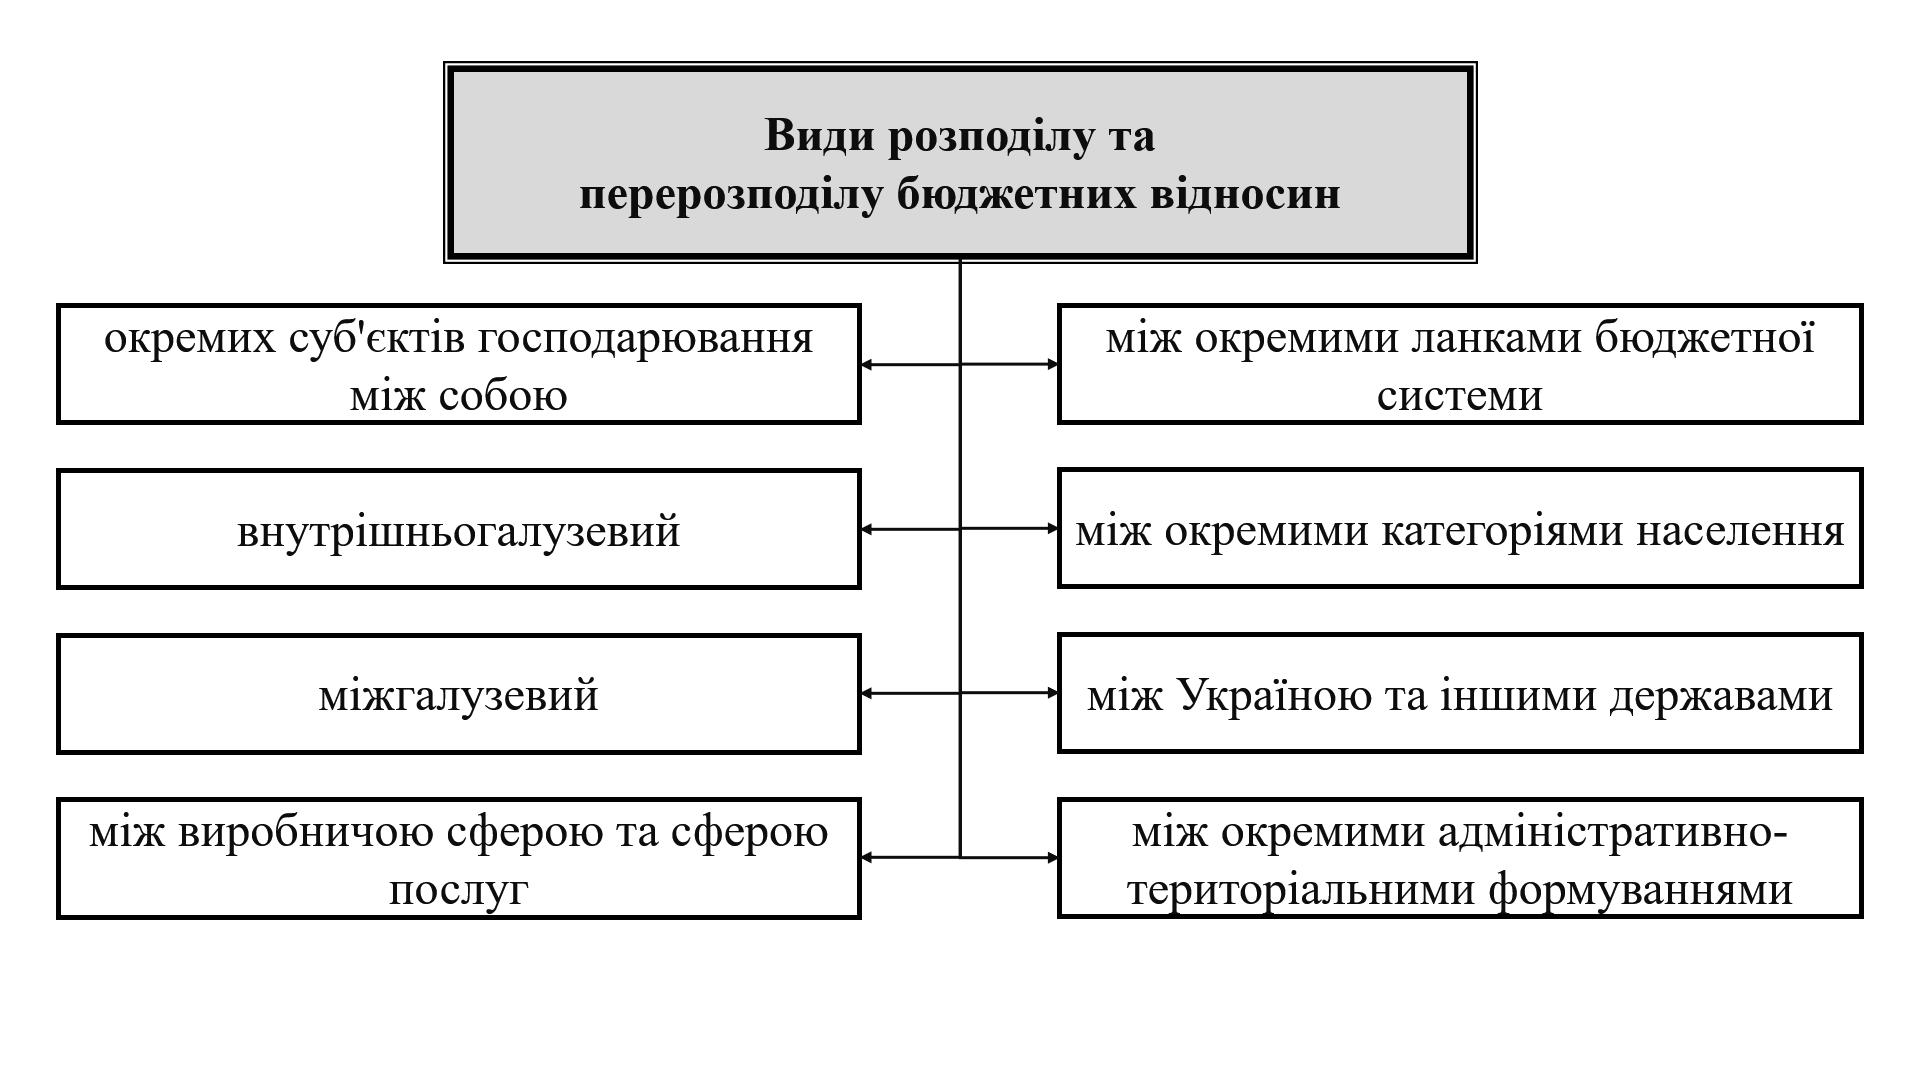 Види розподілу та
перерозподілу бюджетних відносин
окремих суб'єктів господарювання
між собою
між окремими ланками бюджетної
системи
внутрішньогалузевий
між окремими категоріями населення
міжгалузевий
між Україною та іншими державами
між виробничою сферою та сферою
послуг
між окремими адміністративно-
територіальними формуваннями